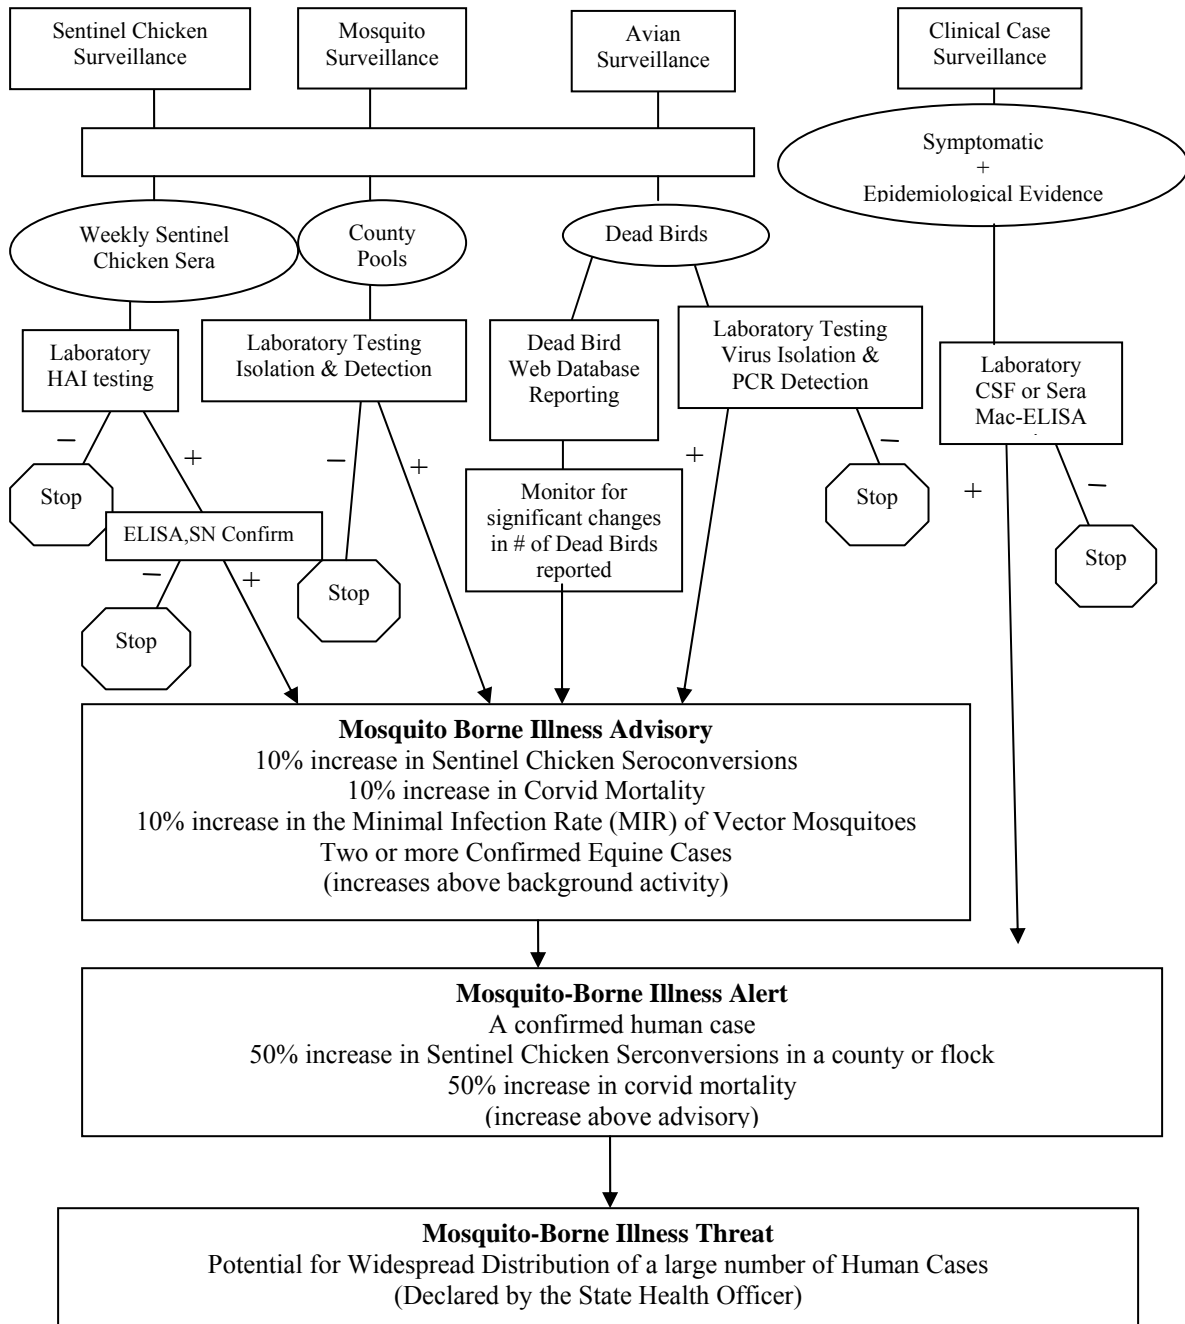 Sentinel Chicken
Surveillance
Mosquito
Surveillance
Avian
Surveillance
Clinical Case
Surveillance
Symptomatic
+
Epidemiological Evidence
Weekly Sentinel
Chicken Sera
County
Pools
Dead Birds
Laboratory
HAI testing
Laboratory Testing
Isolation & Detection
Dead Bird
Web Database
Reporting
Laboratory Testing
Virus Isolation &
PCR Detection
Laboratory
CSF or Sera
Mac-ELISA
−
+
−
+
+
−
+
−
Stop
ELISA,SN Confirm
Monitor for
significant changes
in # of Dead Birds
reported
Stop
Stop
−
+
Stop
Stop
Mosquito Borne Illness Advisory
10% increase in Sentinel Chicken Seroconversions
10% increase in Corvid Mortality
10% increase in the Minimal Infection Rate (MIR) of Vector Mosquitoes
Two or more Confirmed Equine Cases
(increases above background activity)
Mosquito-Borne Illness Alert
A confirmed human case
50% increase in Sentinel Chicken Serconversions in a county or flock
50% increase in corvid mortality
(increase above advisory)
Mosquito-Borne Illness Threat
Potential for Widespread Distribution of a large number of Human Cases
(Declared by the State Health Officer)